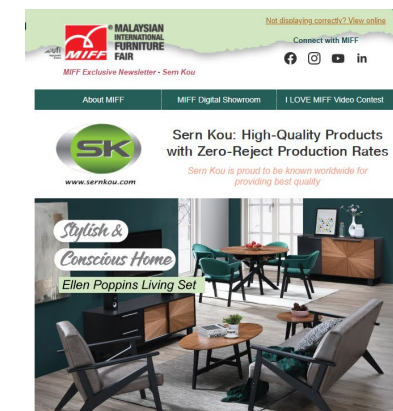 Not displaying correctly? View online
MALAYSIAN
INTERNATIONAL
FURNITURE
FAIR
ufi
MIFF
Connect with MIFF
MIFF Exclusive Newsletter - Sern Kou
About MIFF
MIFF Digital Showroom
I LOVE MIFF Video Contest
SK
www.sernkou.com
Sern Kou: High-Quality Products
with Zero-Reject Production Rates
Sern Kou is proud to be known worldwide for
providing best quality
Stylish &
Conscious Home
Ellen Poppins Living Set